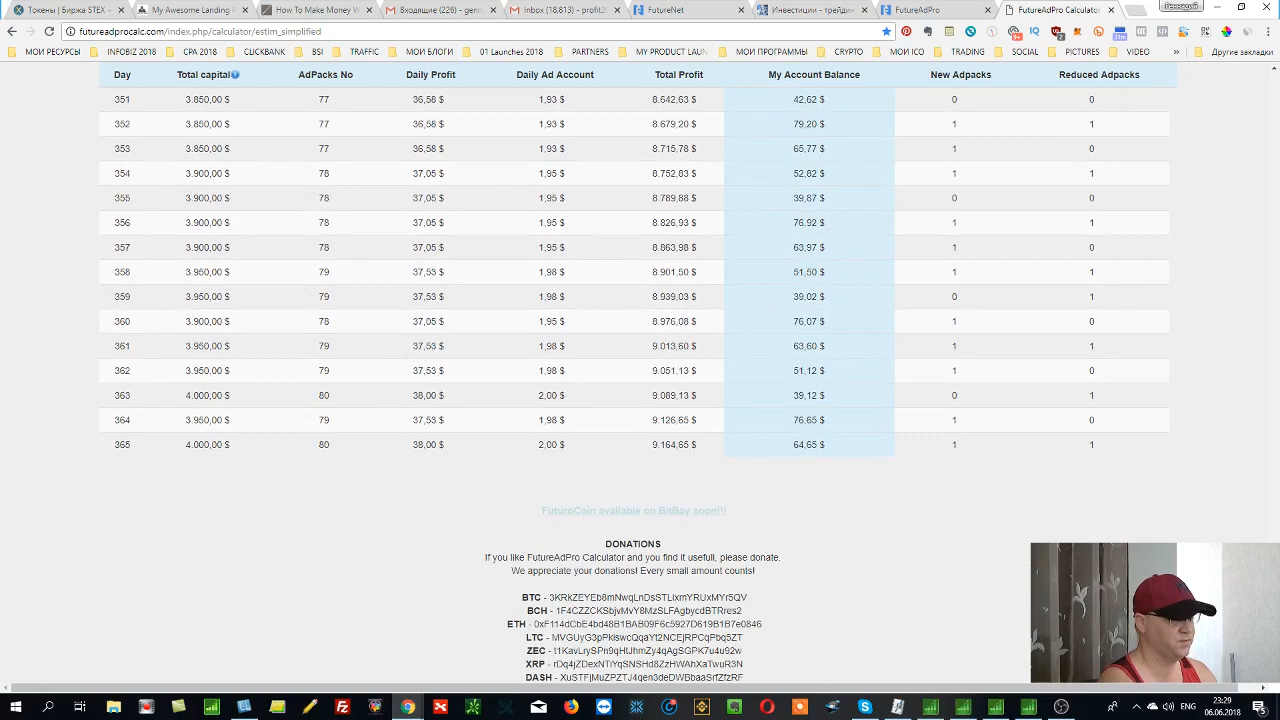 Токены | Биржа STEX
My Awesome Landing
How To Make Money
Входящие (226) - genn
Inbox (18,813) - profit20
FutureNet
Инвестиции - трейдин
FutureAdPro
FutureAdPro Calculator
futureadprocalc.com/index.php/calculator/estim_simplified
МОИ РЕСУРСЫ
INFOBIZ 2018
CPA 2018
CLICKBANK
BSI
TRAFFIC
МОИ БЛОГИ
01 Launches 2018
PARTNERS
MY PRODUCT LAUN
МОИ ПРОГРАММЫ
CRYPTO
МОИ ICO
TRADING
SOCIAL
PICTURES
VIDEO
»
Другие закладки
Day Total capital AdPacks No Daily Profit Daily Ad Account Total Profit My Account Balance New Adpacks Reduced Adpacks
351 3.850,00 $ 77 36,58 $ 1,93 $ 8.642,63 $ 42,62 $ 0 0
352 3.850,00 $ 77 36,58 $ 1,93 $ 8.679,20 $ 79,20 $ 1 1
353 3.850,00 $ 77 36,58 $ 1,93 $ 8.715,78 $ 65,77 $ 1 0
354 3.900,00 $ 78 37,05 $ 1,95 $ 8.752,83 $ 52,82 $ 1 1
355 3.900,00 $ 78 37,05 $ 1,95 $ 8.789,88 $ 39,87 $ 0 0
356 3.900,00 $ 78 37,05 $ 1,95 $ 8.826,93 $ 76,92 $ 1 1
357 3.900,00 $ 78 37,05 $ 1,95 $ 8.863,98 $ 63,97 $ 1 0
358 3.950,00 $ 79 37,53 $ 1,98 $ 8.901,50 $ 51,50 $ 1 1
359 3.950,00 $ 79 37,53 $ 1,98 $ 8.939,03 $ 39,02 $ 0 1
360 3.900,00 $ 78 37,05 $ 1,95 $ 8.976,08 $ 76,07 $ 1 0
361 3.950,00 $ 79 37,53 $ 1,98 $ 9.013,60 $ 63,60 $ 1 1
362 3.950,00 $ 79 37,53 $ 1,98 $ 9.051,13 $ 51,12 $ 1 0
363 4.000,00 $ 80 38,00 $ 2,00 $ 9.089,13 $ 39,12 $ 0 1
364 3.950,00 $ 79 37,53 $ 1,98 $ 9.126,65 $ 76,65 $ 1 0
365 4.000,00 $ 80 38,00 $ 2,00 $ 9.164,65 $ 64,65 $ 1 1
FuturoCoin available on BitBay soon!!!
DONATIONS
If you like FutureAdPro Calculator and you find it usefull, please donate.
We appreciate your donations! Every small amount counts!
BTC -
BCH -
ETH -
LTC -
ZEC -
XRP -
DASH -
23:29
06.06.2018